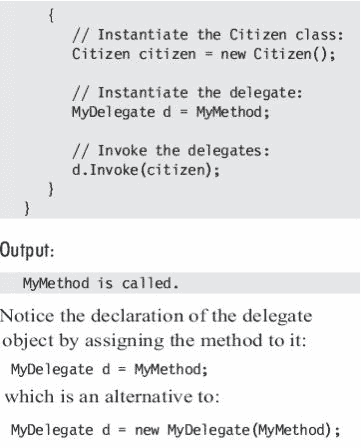 {
// Instantiate the Citizen class:
Citizen citizen = new Citizen();
// Instantiate the delegate:
MyDelegate d = MyMethod;
// Invoke the delegates:
d.Invoke(citizen);
}
}
Output:
MyMethod is called.
Notice the declaration of the delegate
object by assigning the method to it:
MyDelegate d = MyMethod;
which is an alternative to:
MyDelegate d = new MyDelegate(MyMethod);